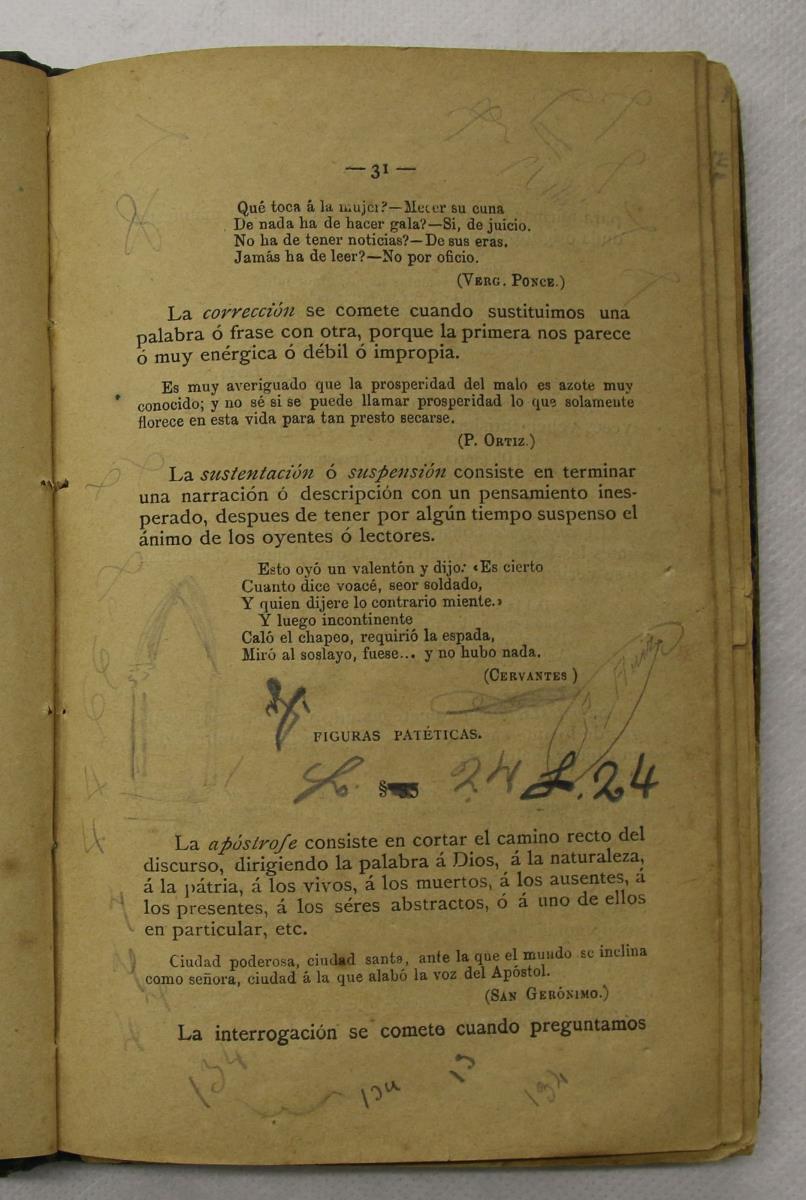 — 31 —
Qué toca á la mujer?—Mecer su cuna
De nada ha de hacer gala?—Si, de juício.
No ha de tener noticias?—De sus eras.
Jamás ha de leer?—No por oficio.
(VERG. PONCE.)
La corrección se comete cuando sustituimos una
palabra ó frase con otra, porque la primera nos parece
ó muy enérgica ó débil ó impropia.
Es muy averiguado que la prosperidad del malo es azote muy
conocido; y no sé si se puede llamar prosperidad lo que solamente
florece en esta vida para tan presto secarse.
(P. ORTIZ.)
La sustentación ó suspensión consiste en terminar
una narración ó descripción con un pensamiento ines-
perado, despues de tener por algún tiempo suspenso el
ánimo de los oyentes ó lectores.
Esto oyó un valentón y dijo: «Es cierto
Cuanto dice voacé, seor soldado,
Y quien dijere lo contrario miente.»
Y luego incontinente
Caló el chapeo, requirió la espada,
Miró al soslayo, fuese... y no hubo nada.
(CERVANTES )
FIGURAS PATÉTICAS.
§ 24 L. 24
La apóstrofe consiste en cortar el camino recto del
discurso, dirigiendo la palabra á Dios, á la naturaleza,
á la pátria, á los vivos, á los muertos, á los ausentes, á
los presentes, á los séres abstractos, ó á uno de ellos
en particular, etc.
Ciudad poderosa, ciudad santa, ante la que el mundo se inclina
como señora, ciudad á la que alabó la voz del Apóstol.
(SAN GERÓNIMO.)
La interrogación se comete cuando preguntamos
134 134 13 134